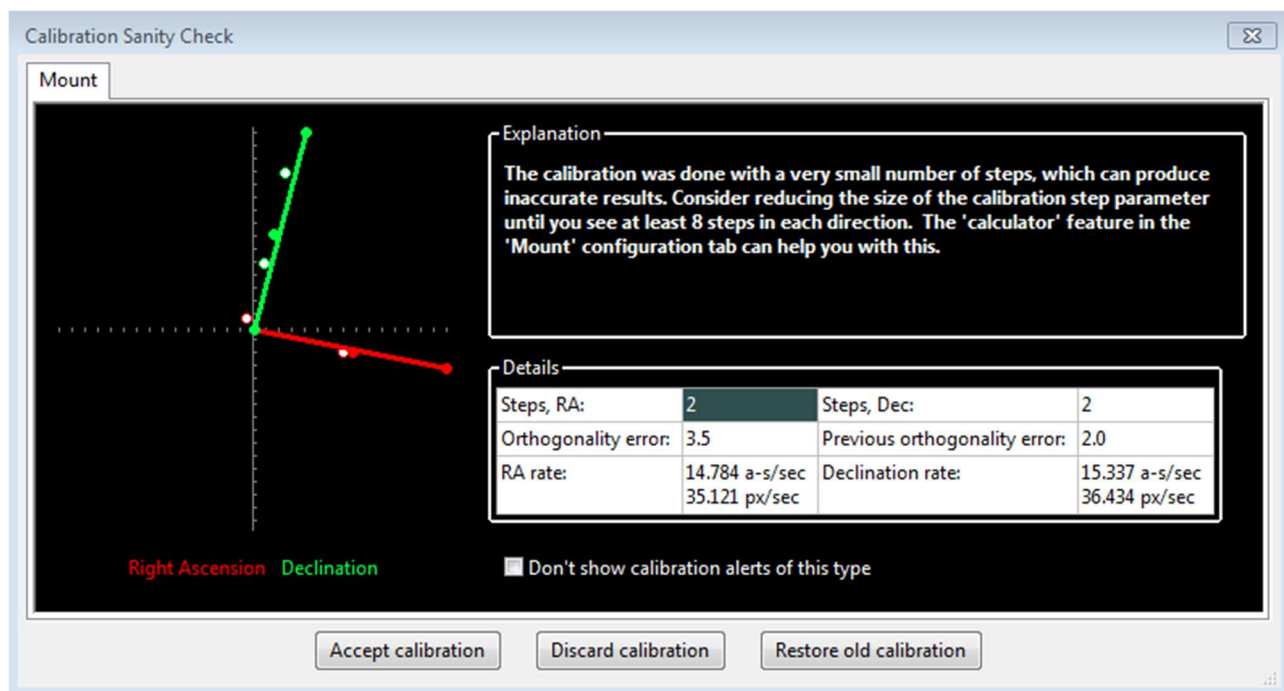 Calibration Sanity Check
Mount
Explanation
The calibration was done with a very small number of steps, which can produce
inaccurate results. Consider reducing the size of the calibration step parameter
until you see at least 8 steps in each direction. The 'calculator' feature in the
'Mount' configuration tab can help you with this.
Details
Steps, RA: 2 Steps, Dec: 2
Orthogonality error: 3.5 Previous orthogonality error: 2.0
RA rate: 14.784 a-s/sec Declination rate: 15.337 a-s/sec
35.121 px/sec 36.434 px/sec
Right Ascension Declination
Don't show calibration alerts of this type
Accept calibration Discard calibration Restore old calibration